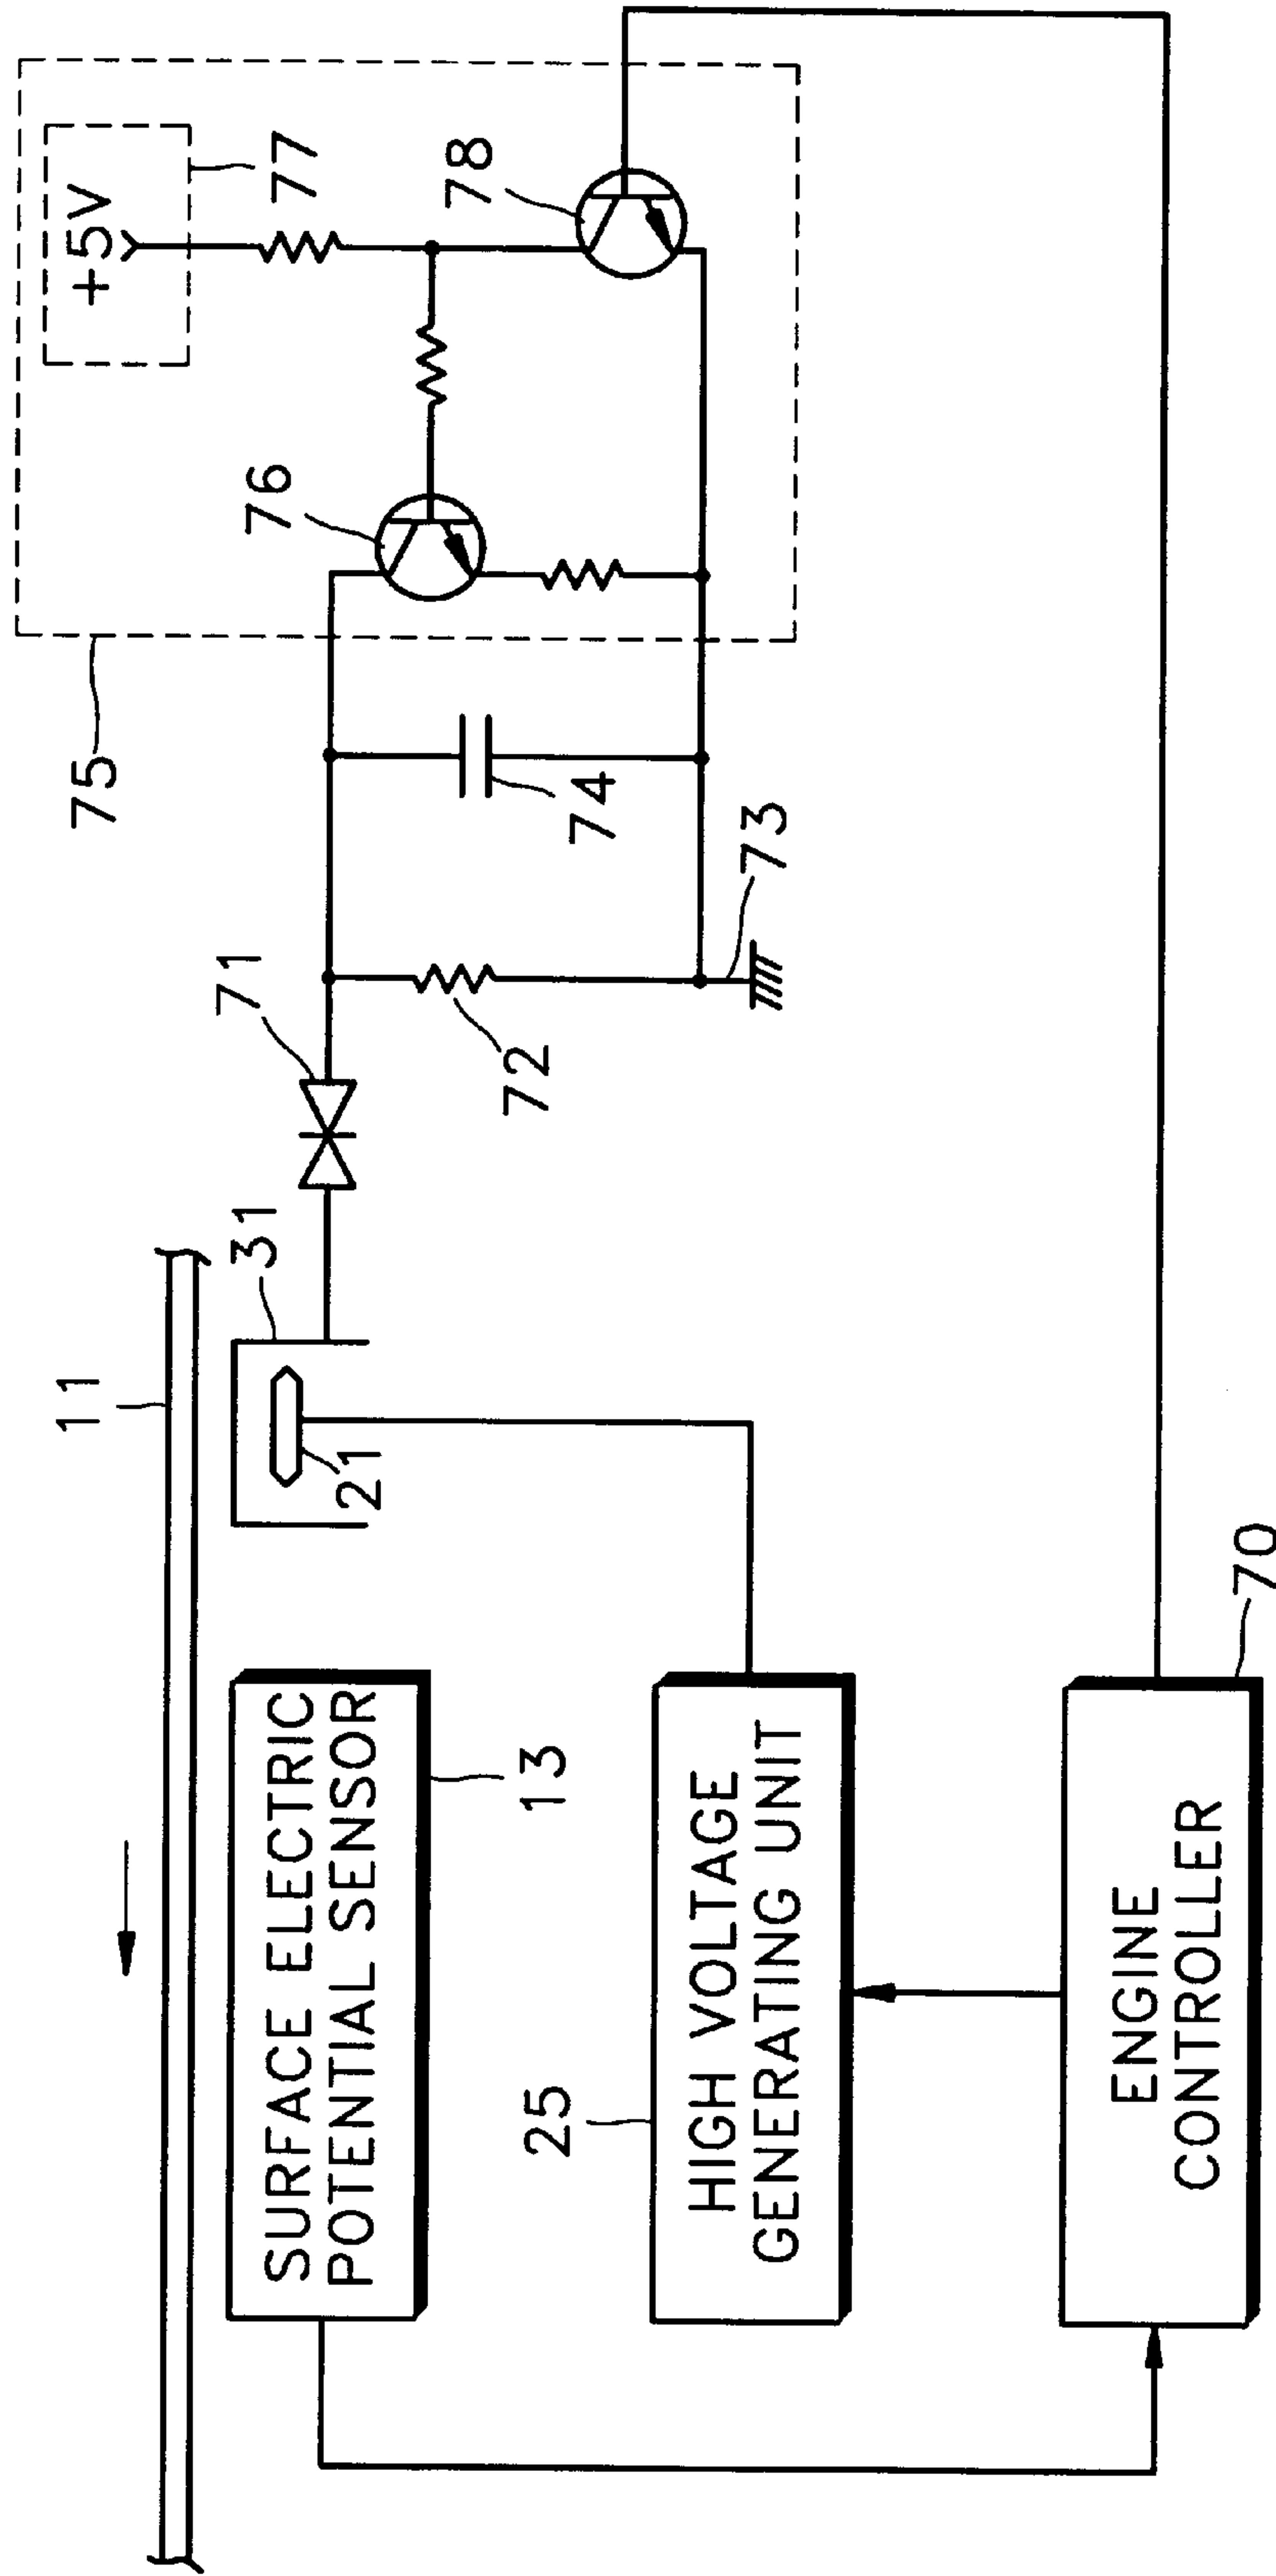 +5V
77
78
76
75
74
73
71
72
31
11
21
SURFACE ELECTRIC
POTENTIAL SENSOR
13
HIGH VOLTAGE
GENERATING UNIT
25
ENGINE
CONTROLLER
70